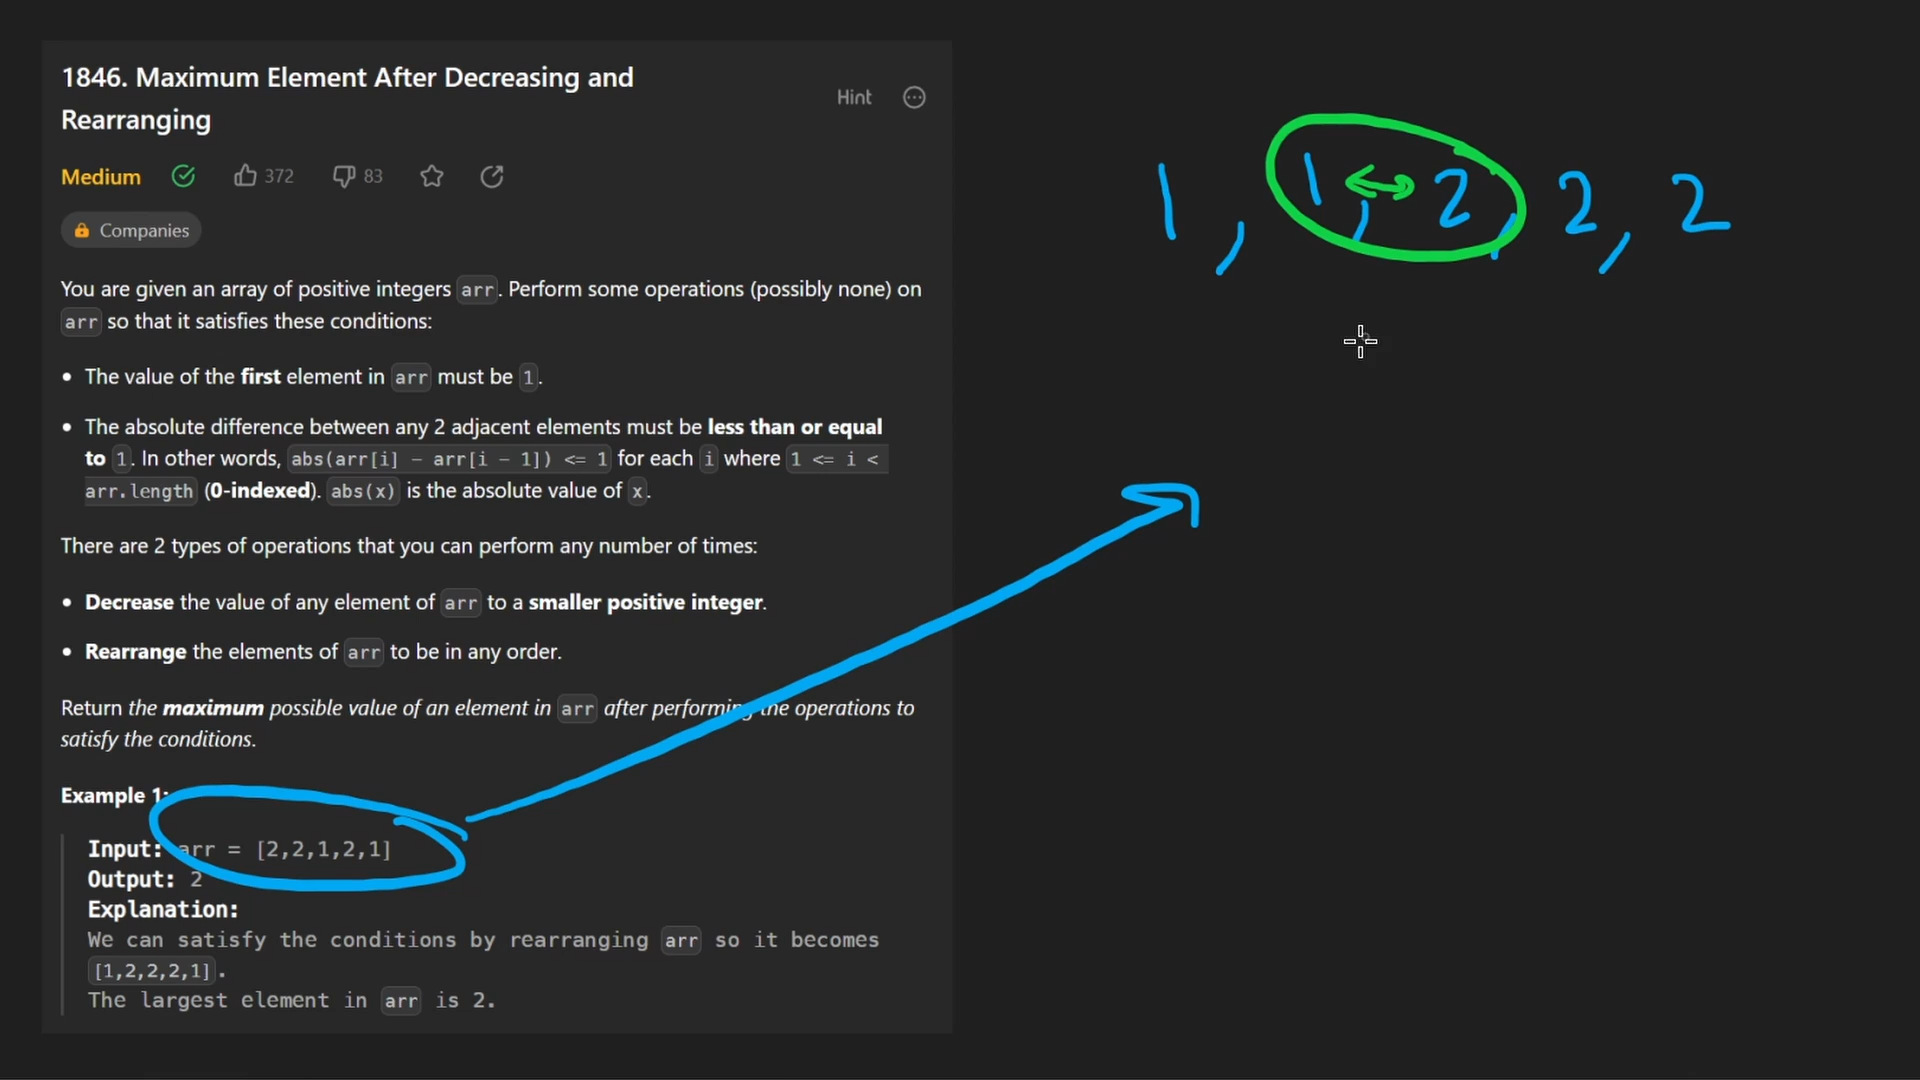 1846. Maximum Element After Decreasing and
Rearranging
Hint
Medium 372 83
Companies
You are given an array of positive integers arr. Perform some operations (possibly none) on
arr so that it satisfies these conditions:
• The value of the first element in arr must be 1.
• The absolute difference between any 2 adjacent elements must be less than or equal
to 1. In other words, abs(arr[i] - arr[i - 1]) <= 1 for each i where 1 <= i <
arr.length (0-indexed). abs(x) is the absolute value of x.
There are 2 types of operations that you can perform any number of times:
• Decrease the value of any element of arr to a smaller positive integer.
• Rearrange the elements of arr to be in any order.
Return the maximum possible value of an element in arr after performing the operations to
satisfy the conditions.
Example 1:
Input: arr = [2,2,1,2,1]
Output: 2
Explanation:
We can satisfy the conditions by rearranging arr so it becomes
[1,2,2,2,1].
The largest element in arr is 2.
1, 1, 2, 2, 2